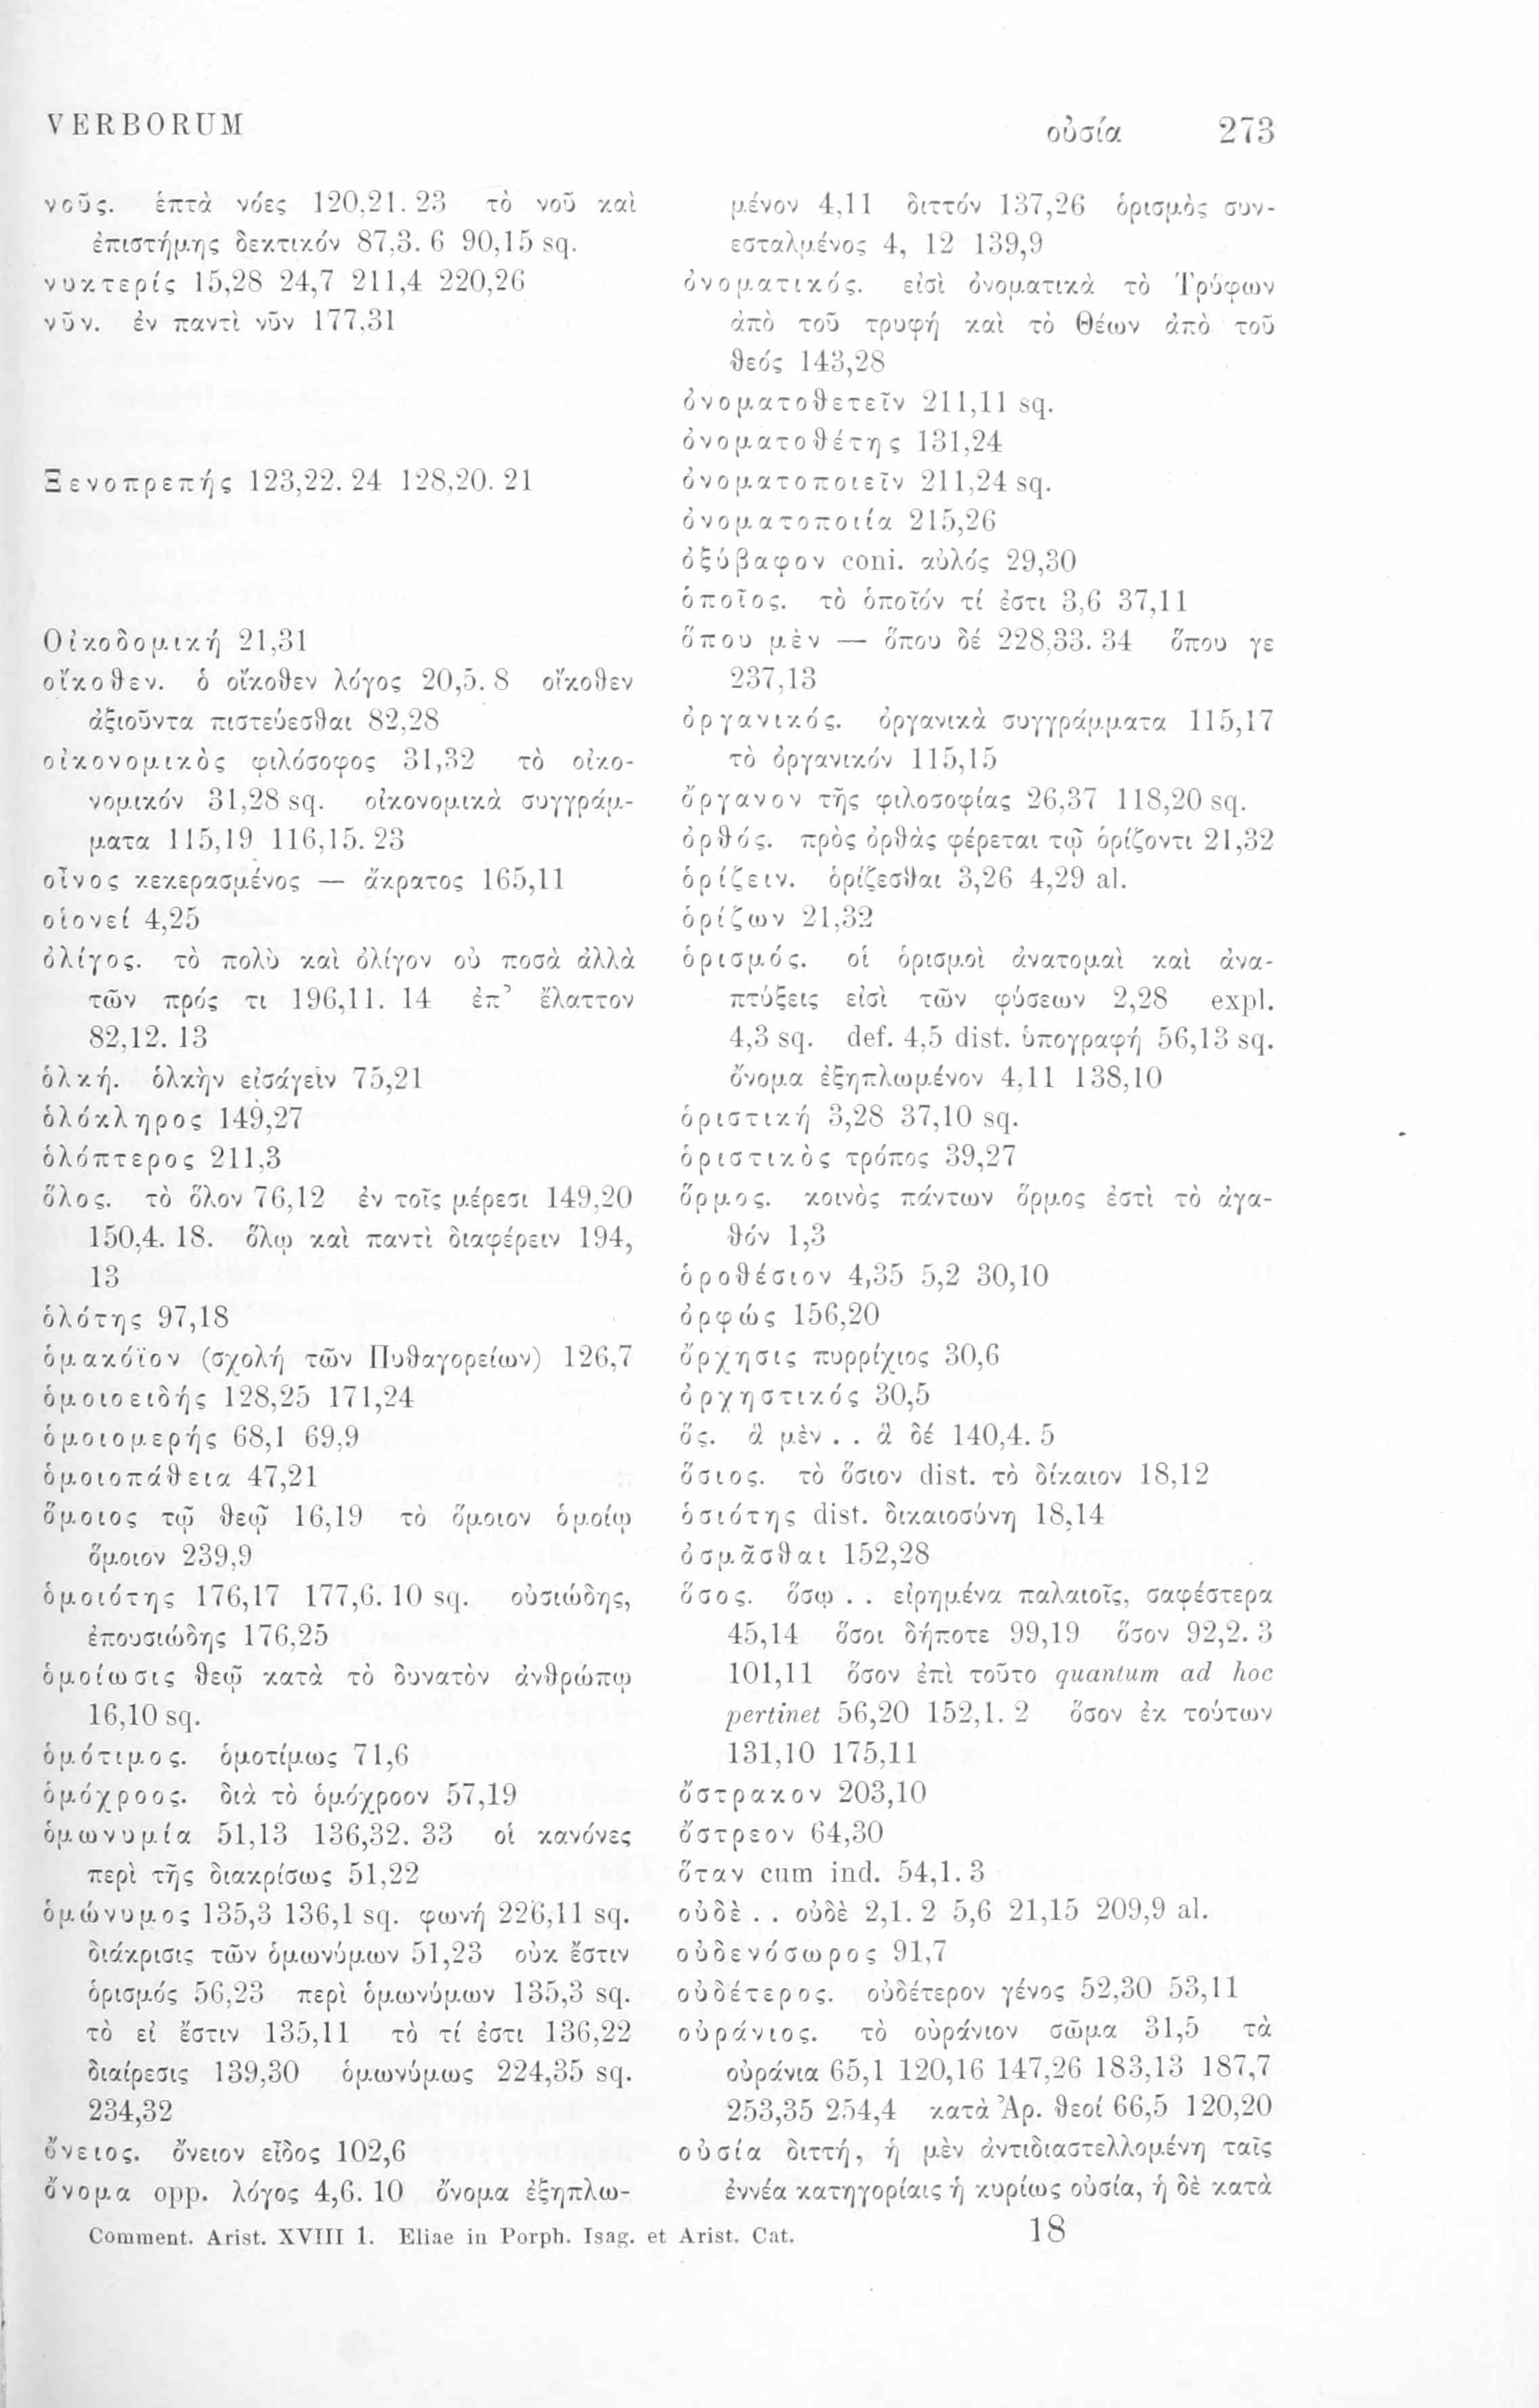 VERBORUM οὐσία 273
νοῦς. ἑπτὰ νόες 120,21. 23 τὸ νοῦ καὶ
ἐπιστήμης δεκτικόν 87,3. 6 90,15 sq.
νυκτερίς 15,28 24,7 211,4 220,26
νῦν. ἐν παντὶ νῦν 177,31
Ξενοπρεπής 123,22. 24 128,20. 21
Οἰκοδομική 21,31
οἴκοθεν. ὁ οἴκοθεν λόγος 20,5. 8 οἴκοθεν
ἀξιοῦντα πιστεύεσθαι 82,28
οἰκονομικὸς φιλόσοφος 31,32 τὸ οἰκο-
νομικόν 31,28 sq. οἰκονομικὰ συγγράμ-
ματα 115,19 116,15. 23
οἶνος κεκερασμένος — ἄκρατος 165,11
οἱονεί 4,25
ὀλίγος. τὸ πολὺ καὶ ὀλίγον οὐ ποσὰ ἀλλὰ
τῶν πρός τι 196,11. 14 ἐπ’ ἔλαττον
82,12. 13
ὁλκή. ὁλκὴν εἰσάγειν 75,21
ὁλόκληρος 149,27
ὁλόπτερος 211,3
ὅλος. τὸ ὅλον 76,12 ἐν τοῖς μέρεσι 149,20
150,4. 18. ὅλῳ καὶ παντὶ διαφέρειν 194,
13
ὁλότης 97,18
ὁμακόϊον (σχολὴ τῶν Πυθαγορείων) 126,7
ὁμοιοειδής 128,25 171,24
ὁμοιομερής 68,1 69,9
ὁμοιοπάθεια 47,21
ὅμοιος τῷ θεῷ 16,19 τὸ ὅμοιον ὁμοίῳ
ὅμοιον 239,9
ὁμοιότης 176,17 177,6. 10 sq. οὐσιώδης,
ἐπουσιώδης 176,25
ὁμοίωσις θεῷ κατὰ τὸ δυνατὸν ἀνθρώπῳ
16,10 sq.
ὁμότιμος. ὁμοτίμως 71,6
ὁμόχροος. διὰ τὸ ὁμόχροον 57,19
ὁμωνυμία 51,13 136,32. 33 οἱ κανόνες
περὶ τῆς διακρίσως 51,22
ὁμώνυμος 135,3 136,1 sq. φωνή 226,11 sq.
διάκρισις τῶν ὁμωνύμων 51,23 οὐκ ἔστιν
ὁρισμός 56,23 περὶ ὁμωνύμων 135,3 sq.
τὸ εἰ ἔστιν 135,11 τὸ τί ἐστι 136,22
διαίρεσις 139,30 ὁμωνύμως 224,35 sq.
234,32
ὄνειος. ὄνειον εἶδος 102,6
ὄνομα opp. λόγος 4,6. 10 ὄνομα ἐξηπλω-
μένον 4,11 διττόν 137,26 ὁρισμὸς συν-
εσταλμένος 4, 12 139,9
ὀνοματικός. εἰσὶ ὀνοματικὰ τὸ Τρύφων
ἀπὸ τοῦ τρυφή καὶ τὸ Θέων ἀπὸ τοῦ
θεός 143,28
ὀνοματοθετεῖν 211,11 sq.
ὀνοματοθέτης 131,24
ὀνοματοποιεῖν 211,24 sq.
ὀνοματοποιία 215,26
ὀξύβαφον coni. αὐλός 29,30
ὁποῖος. τὸ ὁποῖόν τί ἐστι 3,6 37,11
ὅπου μὲν — ὅπου δέ 228,33. 34 ὅπου γε
237,13
ὀργανικός. ὀργανικὰ συγγράμματα 115,17
τὸ ὀργανικόν 115,15
ὄργανον τῆς φιλοσοφίας 26,37 118,20 sq.
ὀρθός. πρὸς ὀρθὰς φέρεται τῷ ὁρίζοντι 21,32
ὁρίζειν. ὁρίζεσθαι 3,26 4,29 al.
ὁρίζων 21,32
ὁρισμός. οἱ ὁρισμοὶ ἀνατομαὶ καὶ ἀνα-
πτύξεις εἰσὶ τῶν φύσεων 2,28 expl.
4,3 sq. def. 4,5 dist. ὑπογραφή 56,13 sq.
ὄνομα ἐξηπλωμένον 4,11 138,10
ὁριστική 3,28 37,10 sq.
ὁριστικὸς τρόπος 39,27
ὅρμος. κοινὸς πάντων ὅρμος ἐστὶ τὸ ἀγα-
θόν 1,3
ὁροθέσιον 4,35 5,2 30,10
ὀρφώς 156,20
ὄρχησις πυρρίχιος 30,6
ὀρχηστικός 30,5
ὅς. ἃ μὲν . . ἃ δέ 140,4. 5
ὅσιος. τὸ ὅσιον dist. τὸ δίκαιον 18,12
ὁσιότης dist. δικαιοσύνη 18,14
ὀσμᾶσθαι 152,28
ὅσος. ὅσῳ . . εἰρημένα παλαιοῖς, σαφέστερα
45,14 ὅσοι δήποτε 99,19 ὅσον 92,2. 3
101,11 ὅσον ἐπὶ τοῦτο quantum ad hoc
pertinet 56,20 152,1. 2 ὅσον ἐκ τούτων
131,10 175,11
ὄστρακον 203,10
ὄστρεον 64,30
ὅταν cum ind. 54,1. 3
οὐδὲ . . οὐδὲ 2,1. 2 5,6 21,15 209,9 al.
οὐδενόσωρος 91,7
οὐδέτερος. οὐδέτερον γένος 52,30 53,11
οὐράνιος. τὸ οὐράνιον σῶμα 31,5 τὰ
οὐράνια 65,1 120,16 147,26 183,13 187,7
253,35 254,4 κατὰ Ἀρ. θεοί 66,5 120,20
οὐσία διττή, ἡ μὲν ἀντιδιαστελλομένη ταῖς
ἐννέα κατηγορίαις ἡ κυρίως οὐσία, ἡ δὲ κατὰ
Comment. Arist. XVIII 1. Eliae in Porph. Isag. et Arist. Cat. 18